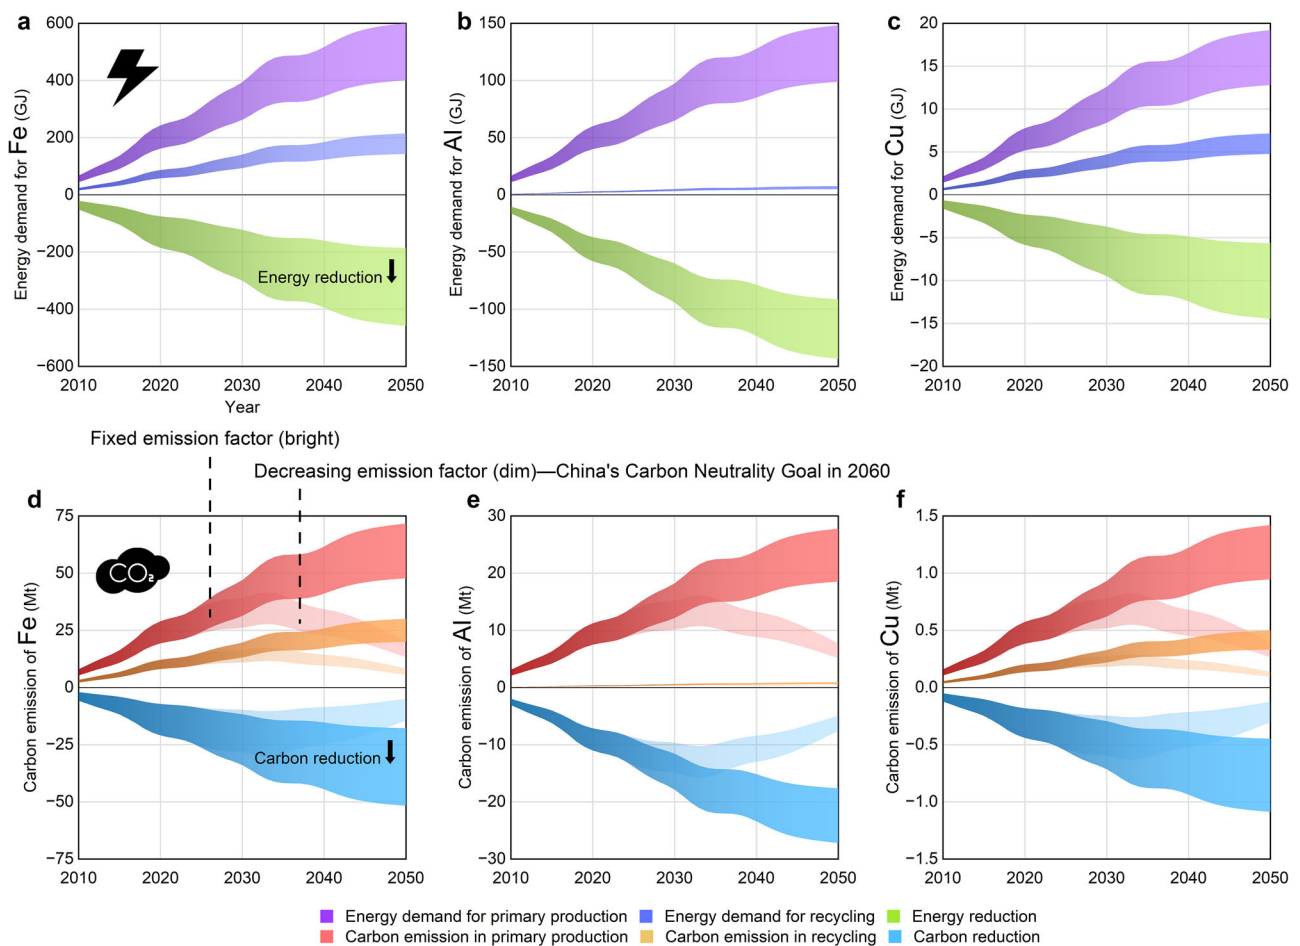 a
600
400
200
0
−200
−400
−600
Energy demand for Fe (GJ)
Energy reduction
2010 2020 2030 2040 2050
Year
b
150
100
50
0
−50
−100
−150
Energy demand for Al (GJ)
2010 2020 2030 2040 2050
c
20
15
10
5
0
−5
−10
−15
−20
Energy demand for Cu (GJ)
2010 2020 2030 2040 2050
Fixed emission factor (bright)
Decreasing emission factor (dim)—China's Carbon Neutrality Goal in 2060
d
75
50
25
0
−25
−50
−75
Carbon emission of Fe (Mt)
CO2
Carbon reduction
2010 2020 2030 2040 2050
e
30
20
10
0
−10
−20
−30
Carbon emission of Al (Mt)
2010 2020 2030 2040 2050
f
1.5
1.0
0.5
0.0
−0.5
−1.0
−1.5
Carbon emission of Cu (Mt)
2010 2020 2030 2040 2050
Energy demand for primary production Energy demand for recycling Energy reduction
Carbon emission in primary production Carbon emission in recycling Carbon reduction